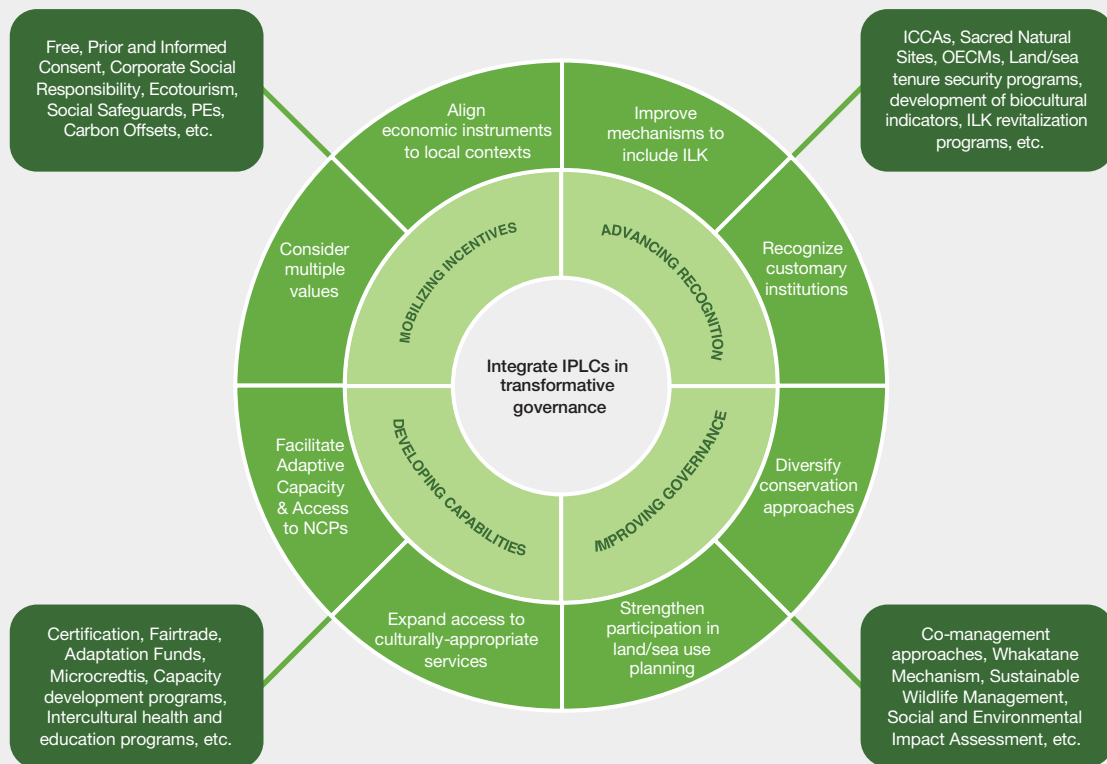 Free, Prior and Informed
Consent, Corporate Social
Responsibility, Ecotourism,
Social Safeguards, PEs,
Carbon Offsets, etc.
ICCAs, Sacred Natural
Sites, OECMs, Land/sea
tenure security programs,
development of biocultural
indicators, ILK revitalization
programs, etc.
Align
economic instruments
to local contexts
Improve
mechanisms to
include ILK
Consider
multiple
values
MOBILIZING INCENTIVES
ADVANCING RECOGNITION
Recognize
customary
institutions
Integrate IPLCs in
transformative
governance
Facilitate
Adaptive
Capacity
& Access
to NCPs
DEVELOPING CAPABILITIES
IMPROVING GOVERNANCE
Diversify
conservation
approaches
Expand access to
culturally-appropriate
services
Strengthen
participation in
land/sea use
planning
Certification, Fairtrade,
Adaptation Funds,
Microcredtis, Capacity
development programs,
Intercultural health and
education programs, etc.
Co-management
approaches, Whakatane
Mechanism, Sustainable
Wildlife Management,
Social and Environmental
Impact Assessment, etc.